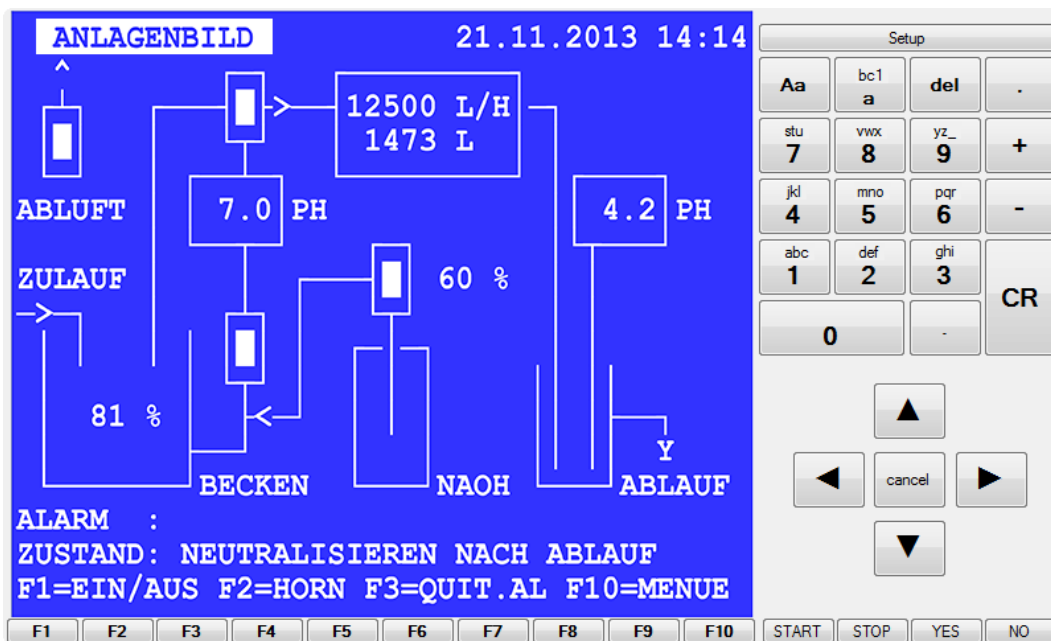 ANLAGENBILD 21.11.2013 14:14
12500 L/H
1473 L
ABLUFT 7.0 PH 4.2 PH
ZULAUF 60 %
81 %
Y
BECKEN NAOH ABLAUF
ALARM :
ZUSTAND: NEUTRALISIEREN NACH ABLAUF
F1=EIN/AUS F2=HORN F3=QUIT.AL F10=MENUE
F1 F2 F3 F4 F5 F6 F7 F8 F9 F10
Setup
Aa bc1 a del .
stu 7 vwx 8 yz_ 9 +
jkl 4 mno 5 pqr 6 -
abc 1 def 2 ghi 3 CR
0 -
cancel
START STOP YES NO